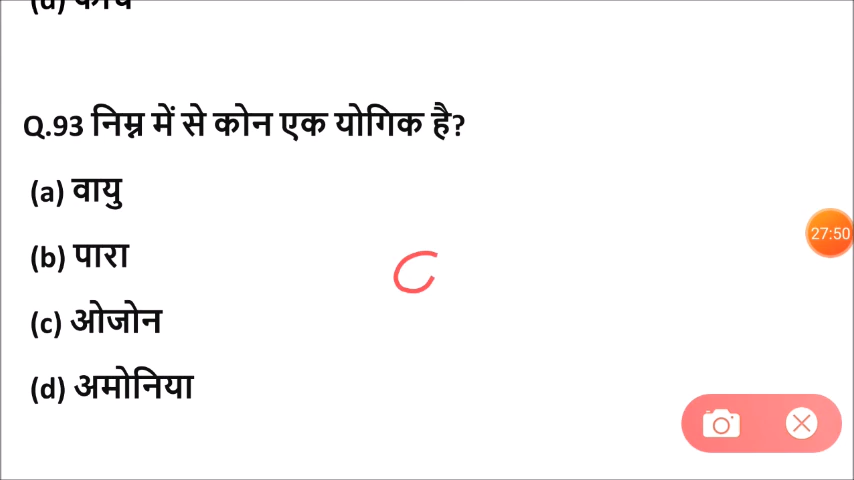 Q.93 निम्न में से कोन एक योगिक है?
(a) वायु
(b) पारा
27:50
(c) ओजोन
(d) अमोनिया